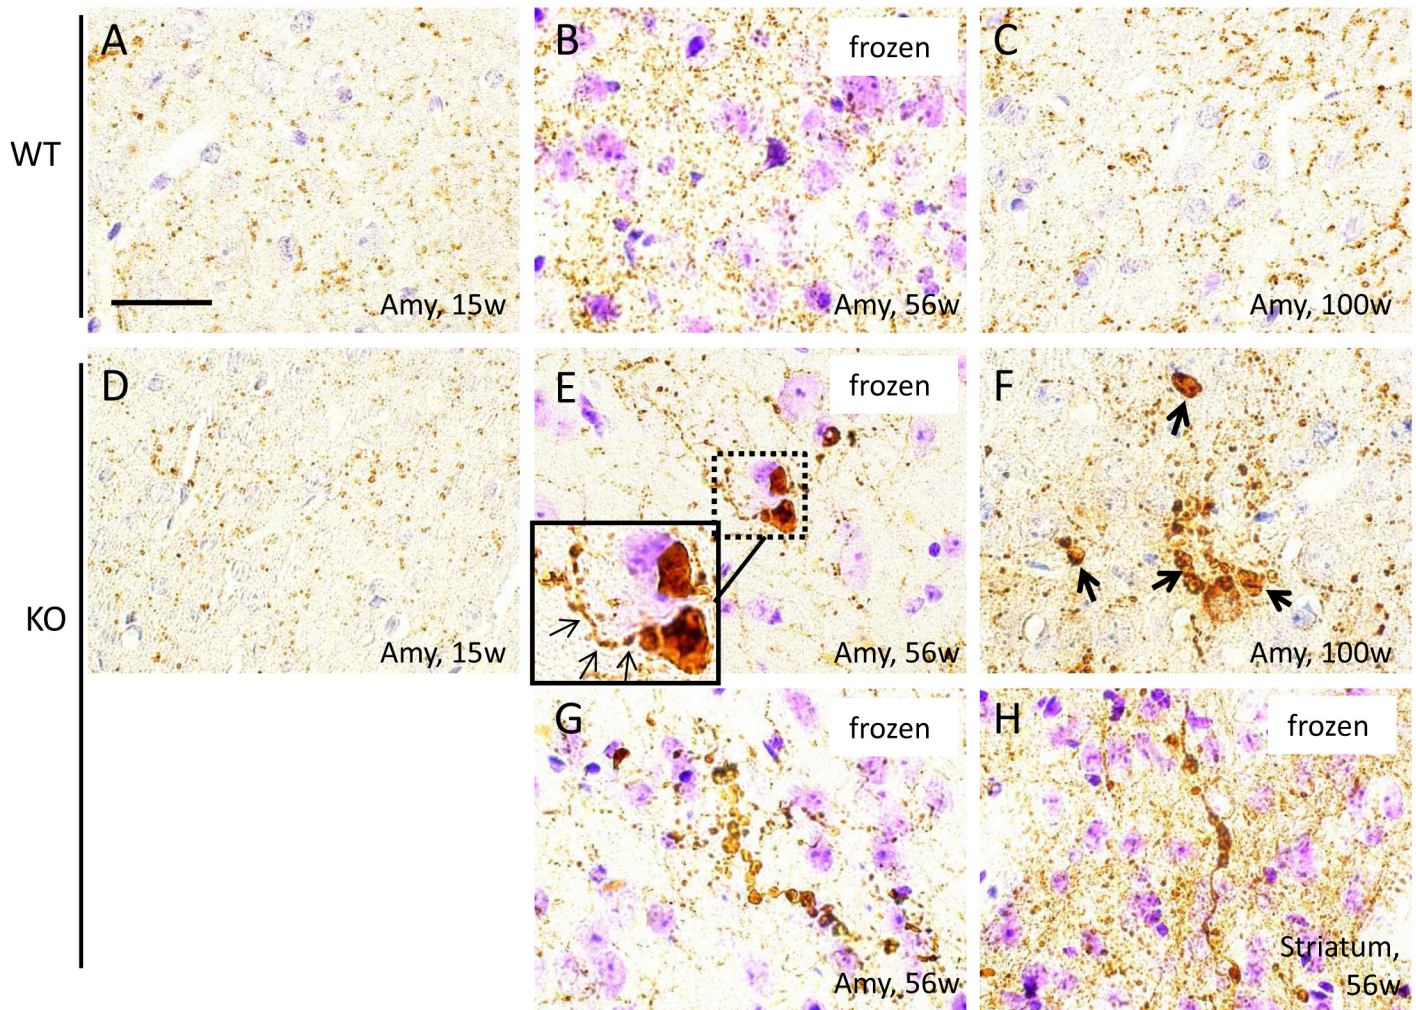 WT
A
Amy, 15w
B
frozen
Amy, 56w
C
Amy, 100w
KO
D
Amy, 15w
E
frozen
Amy, 56w
F
Amy, 100w
G
frozen
Amy, 56w
H
frozen
Striatum,
56w